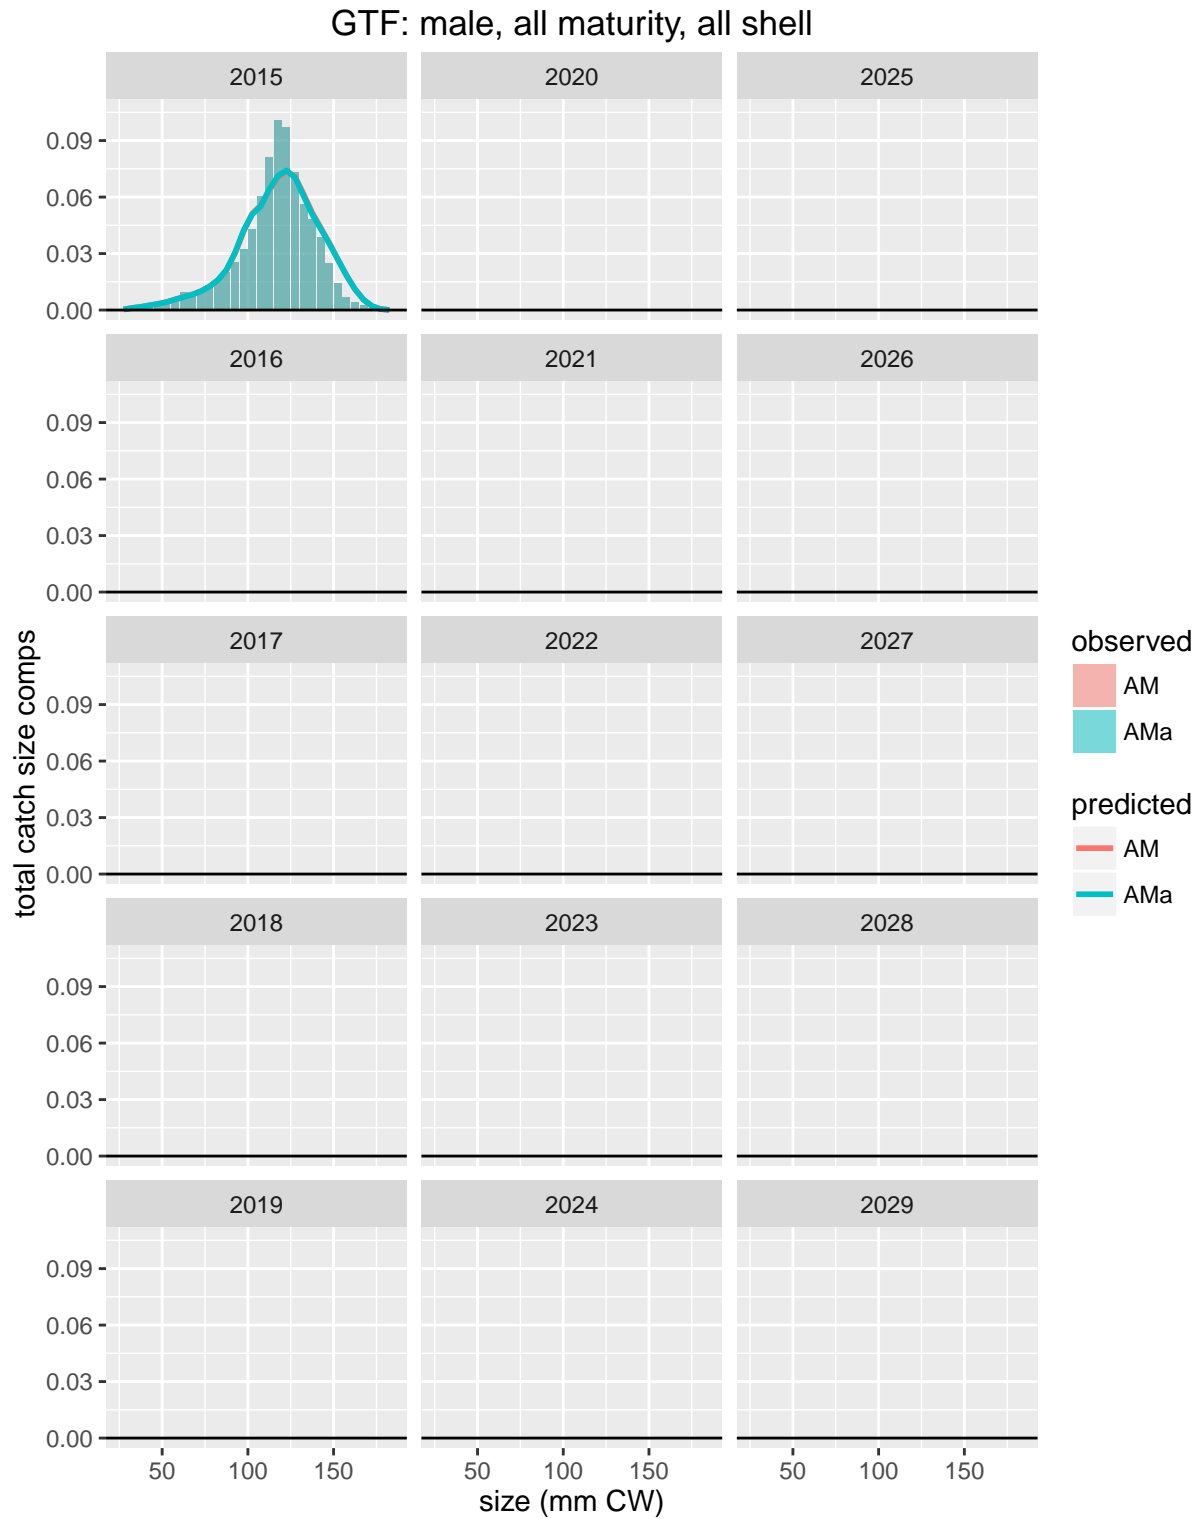 GTF: male, all maturity, all shell
2015 2020 2025
0.09
0.06
0.03
0.00
2016 2021 2026
0.09
0.06
0.03
0.00
2017 2022 2027
0.09
0.06
0.03
0.00
2018 2023 2028
0.09
0.06
0.03
0.00
2019 2024 2029
0.09
0.06
0.03
0.00
50 100 150 50 100 150 50 100 150
size (mm CW)
total catch size comps
observed
AM
AMa
predicted
AM
AMa